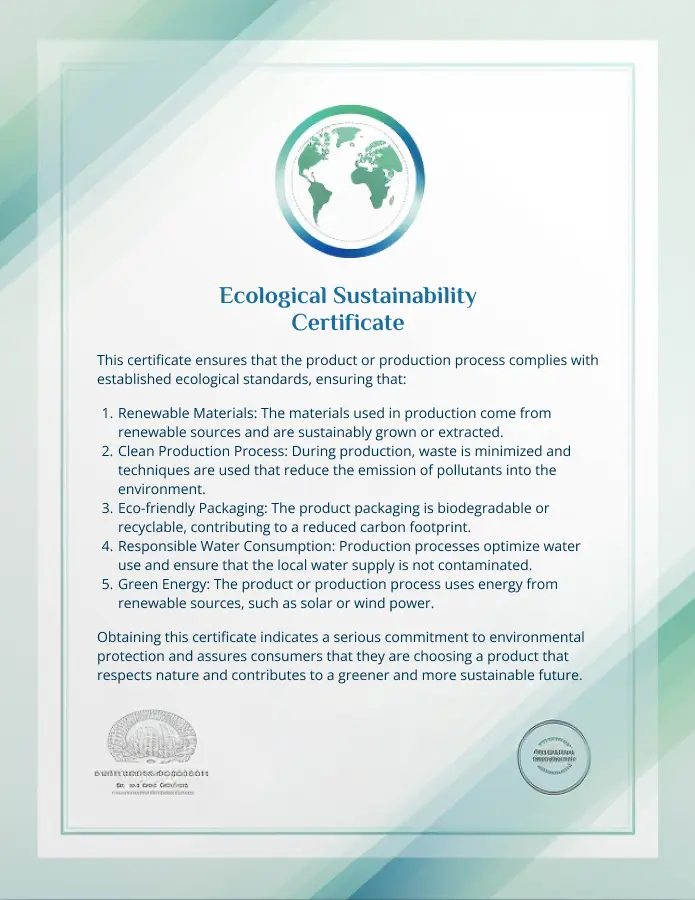 Ecological Sustainability
Certificate
This certificate ensures that the product or production process complies with
established ecological standards, ensuring that:
1. Renewable Materials: The materials used in production come from
renewable sources and are sustainably grown or extracted.
2. Clean Production Process: During production, waste is minimized and
techniques are used that reduce the emission of pollutants into the
environment.
3. Eco-friendly Packaging: The product packaging is biodegradable or
recyclable, contributing to a reduced carbon footprint.
4. Responsible Water Consumption: Production processes optimize water
use and ensure that the local water supply is not contaminated.
5. Green Energy: The product or production process uses energy from
renewable sources, such as solar or wind power.
Obtaining this certificate indicates a serious commitment to environmental
protection and assures consumers that they are choosing a product that
respects nature and contributes to a greener and more sustainable future.